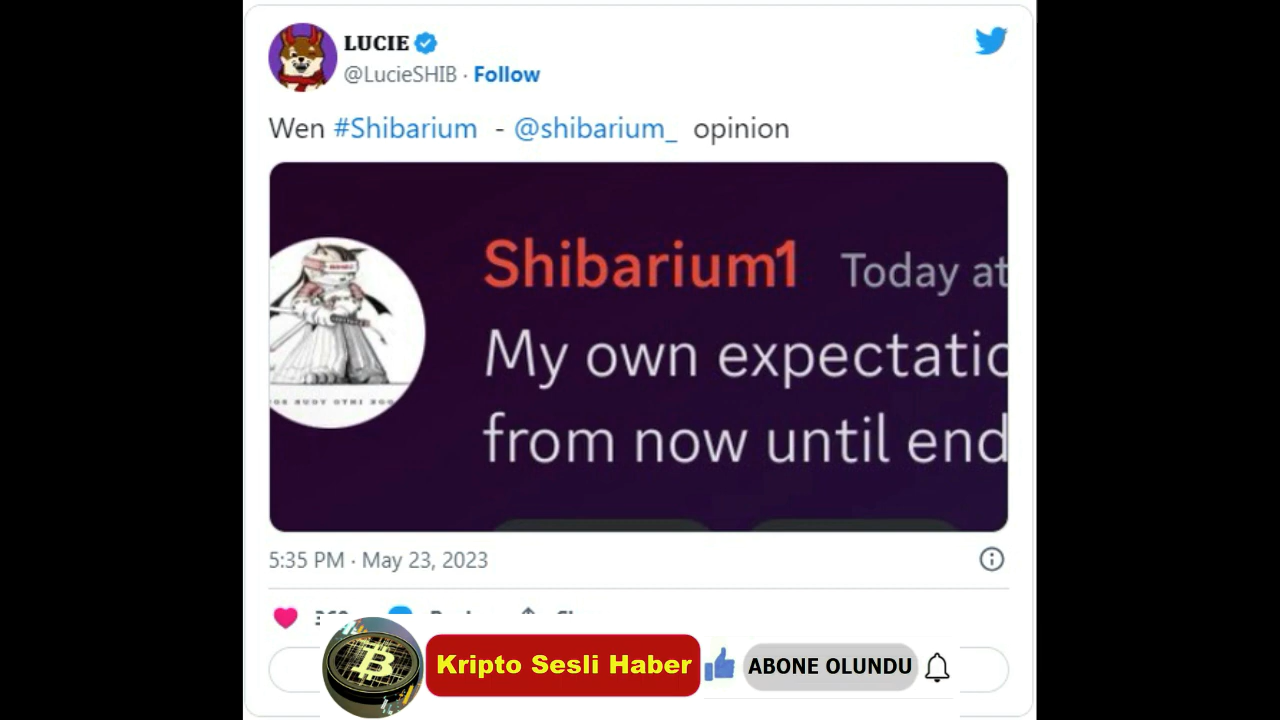 LUCIE
@LucieSHIB · Follow
Wen #Shibarium - @shibarium_ opinion
Shibarium1 Today at
My own expectatio
from now until end
5:35 PM · May 23, 2023
Kripto Sesli Haber
ABONE OLUNDU